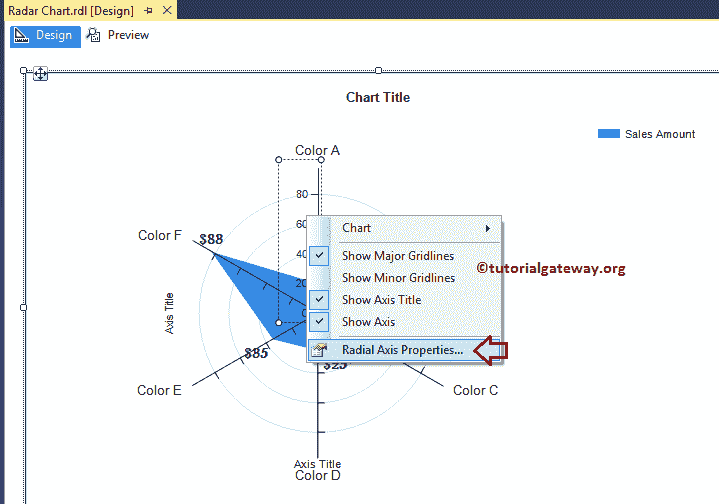 Radar Chart.rdl [Design]
Design
Preview
Chart Title
Sales Amount
Color A
80
60
40
20
0
Color F
$88
Axis Title
$85
Color E
$25
Color C
Axis Title
Color D
Chart
Show Major Gridlines
Show Minor Gridlines
Show Axis Title
Show Axis
Radial Axis Properties...
©tutorialgateway.org